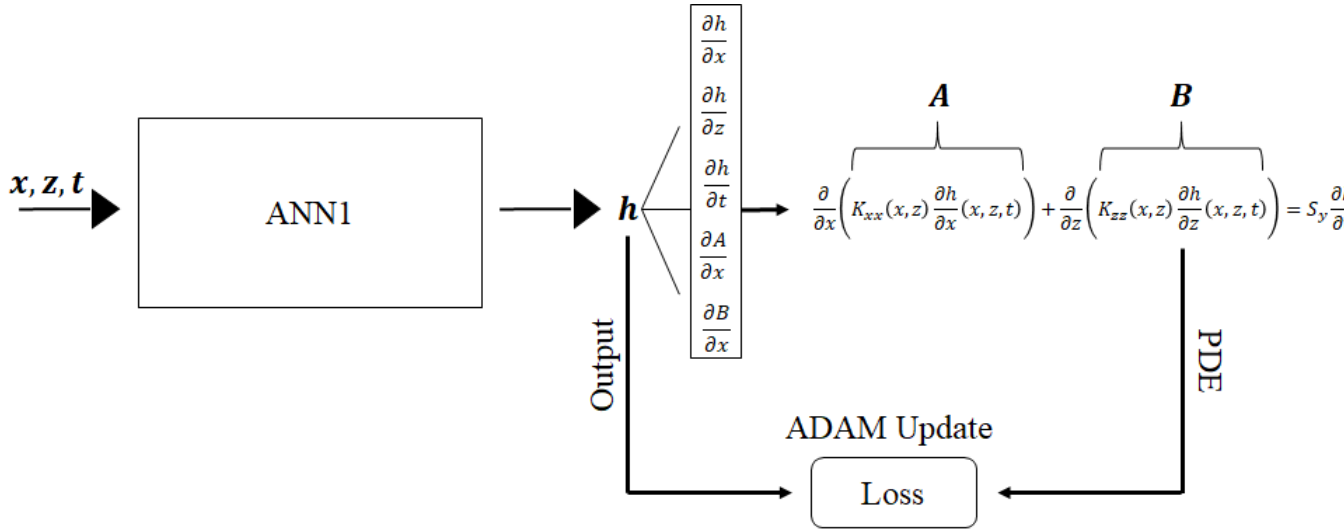 x, z, t
ANN1
h
∂h/∂x
∂h/∂z
∂h/∂t
∂A/∂x
∂B/∂x
A
B
∂/∂x (K_xx(x, z) ∂h/∂x (x, z, t)) + ∂/∂z (K_zz(x, z) ∂h/∂z (x, z, t)) = S_y ∂
Output
PDE
ADAM Update
Loss